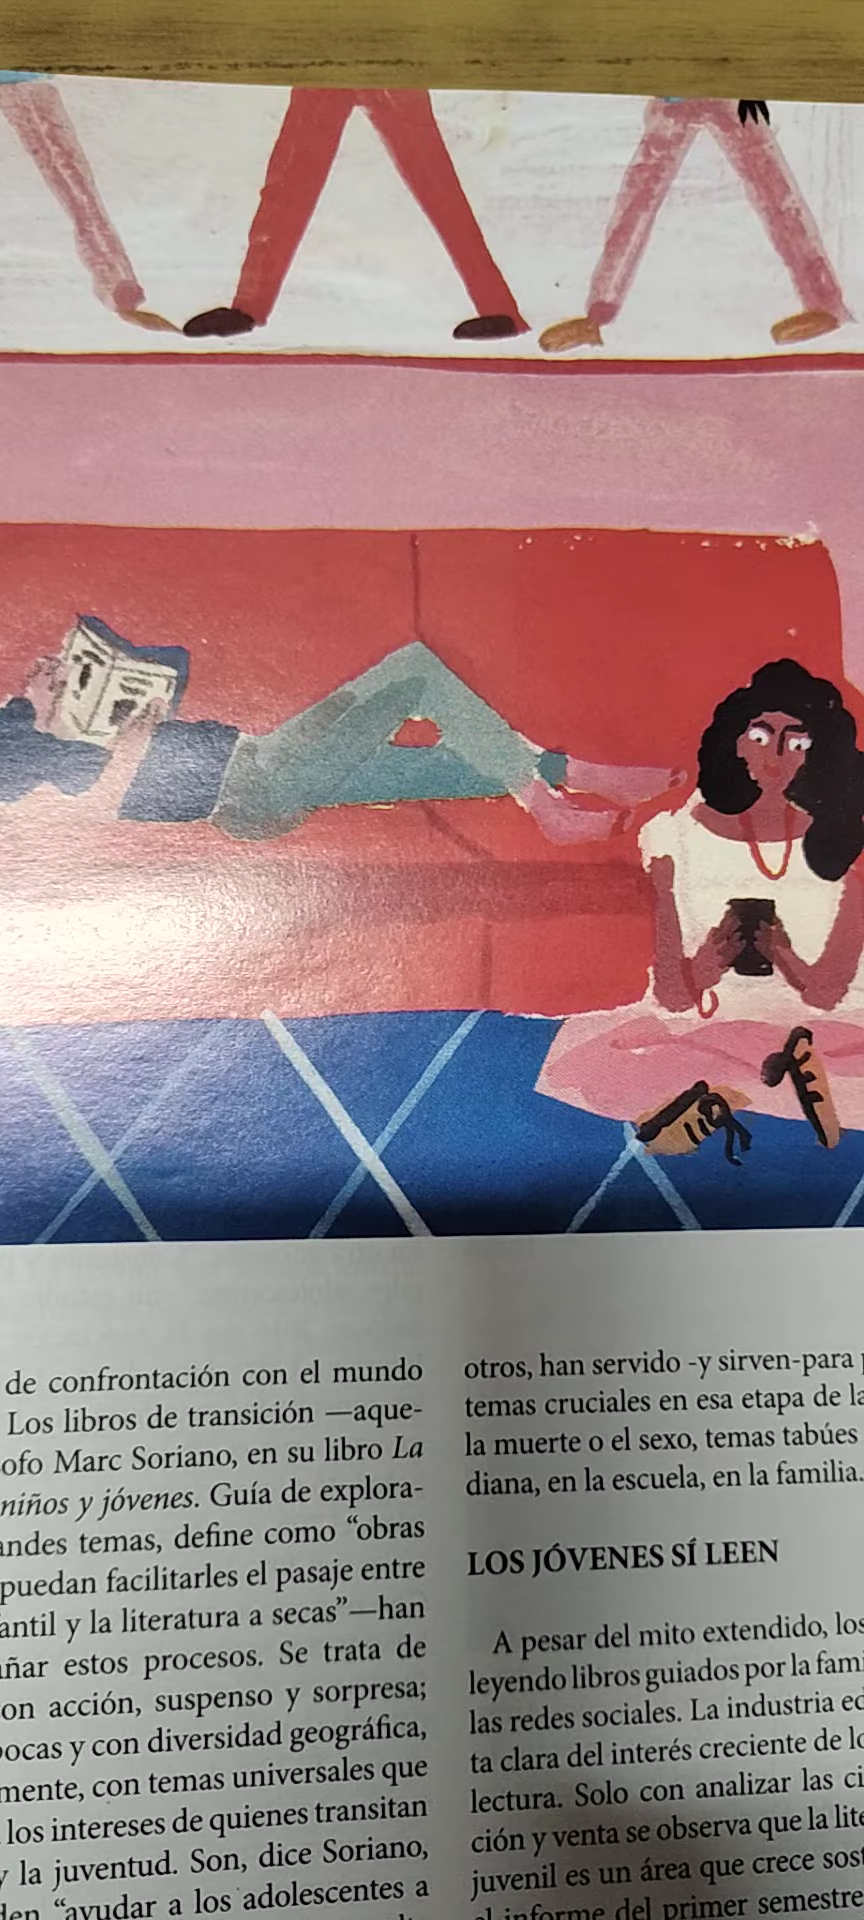 de confrontación con el mundo
Los libros de transición —aque-
ofo Marc Soriano, en su libro La
niños y jóvenes. Guía de explora-
andes temas, define como “obras
puedan facilitarles el pasaje entre
antil y la literatura a secas”—han
ñar estos procesos. Se trata de
on acción, suspenso y sorpresa;
ocas y con diversidad geográfica,
mente, con temas universales que
los intereses de quienes transitan
y la juventud. Son, dice Soriano,
den “ayudar a los adolescentes a
otros, han servido -y sirven-para
temas cruciales en esa etapa de la
la muerte o el sexo, temas tabúes
diana, en la escuela, en la familia.
LOS JÓVENES SÍ LEEN
A pesar del mito extendido, los
leyendo libros guiados por la fami
las redes sociales. La industria ed
ta clara del interés creciente de lo
lectura. Solo con analizar las ci
ción y venta se observa que la lite
juvenil es un área que crece sost
el informe del primer semestre